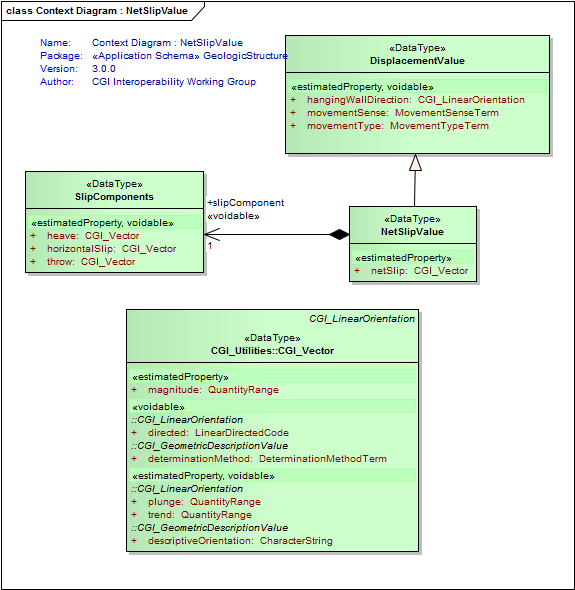 class Context Diagram : NetSlipValue
Name: Context Diagram : NetSlipValue
Package: «Application Schema» GeologicStructure
Version: 3.0.0
Author: CGI Interoperability Working Group
«DataType»
DisplacementValue
«estimatedProperty, voidable»
+ hangingWallDirection: CGI_LinearOrientation
+ movementSense: MovementSenseTerm
+ movementType: MovementTypeTerm
«DataType»
SlipComponents
«estimatedProperty, voidable»
+ heave: CGI_Vector
+ horizontalSlip: CGI_Vector
+ throw: CGI_Vector
+slipComponent
«voidable»
1
«DataType»
NetSlipValue
«estimatedProperty»
+ netSlip: CGI_Vector
CGI_LinearOrientation
«DataType»
CGI_Utilities::CGI_Vector
«estimatedProperty»
+ magnitude: QuantityRange
«voidable»
::CGI_LinearOrientation
+ directed: LinearDirectedCode
::CGI_GeometricDescriptionValue
+ determinationMethod: DeterminationMethodTerm
«estimatedProperty, voidable»
::CGI_LinearOrientation
+ plunge: QuantityRange
+ trend: QuantityRange
::CGI_GeometricDescriptionValue
+ descriptiveOrientation: CharacterString